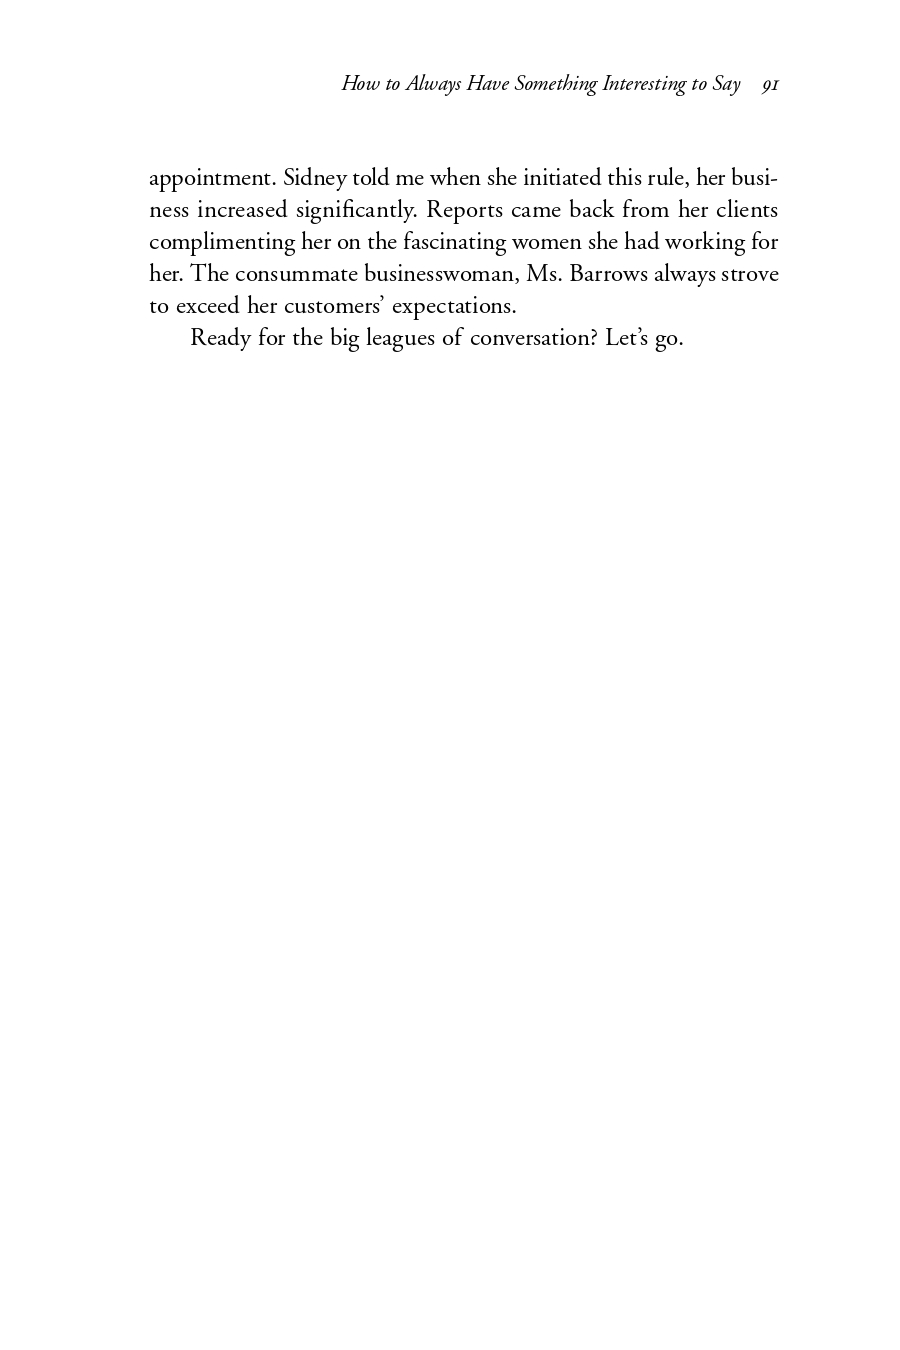 How to Always Have Something Interesting to Say 91
appointment. Sidney told me when she initiated this rule, her busi-
ness increased significantly. Reports came back from her clients
complimenting her on the fascinating women she had working for
her. The consummate businesswoman, Ms. Barrows always strove
to exceed her customers’ expectations.
Ready for the big leagues of conversation? Let’s go.